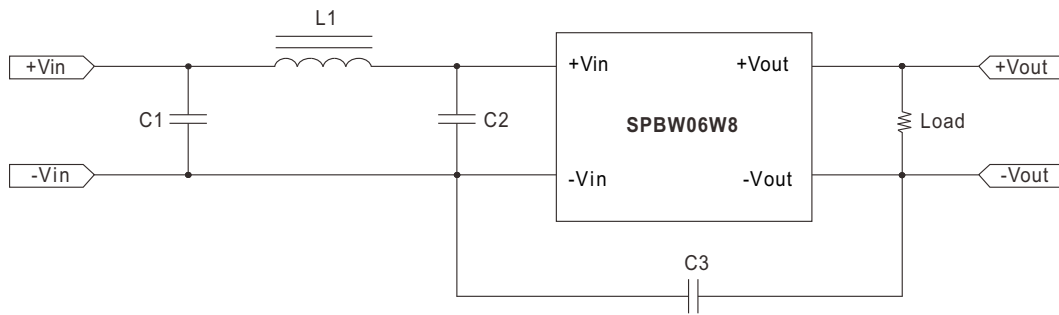 L1
+Vin
+Vin
+Vout
+Vout
C1
C2
SPBW06W8
Load
-Vin
-Vin
-Vout
-Vout
C3